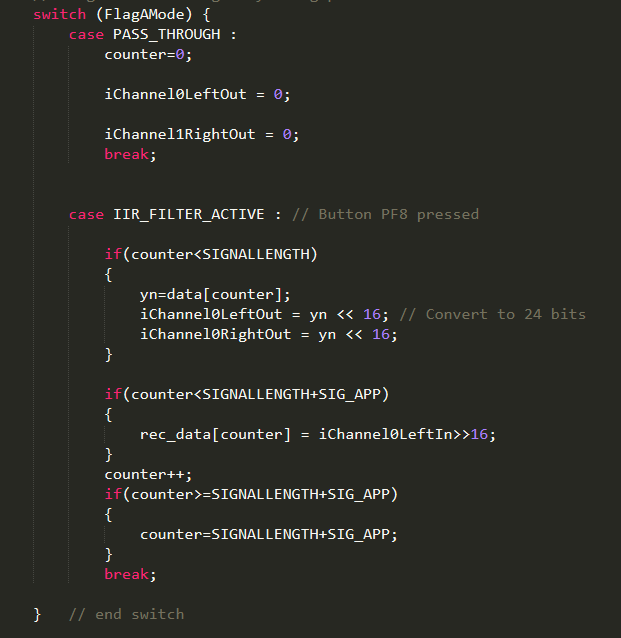 switch (FlagAMode) {
case PASS_THROUGH :
counter=0;
iChannel0LeftOut = 0;
iChannel1RightOut = 0;
break;
case IIR_FILTER_ACTIVE : // Button PF8 pressed
if(counter<SIGNALLENGTH)
{
yn=data[counter];
iChannel0LeftOut = yn << 16; // Convert to 24 bits
iChannel0RightOut = yn << 16;
}
if(counter<SIGNALLENGTH+SIG_APP)
{
rec_data[counter] = iChannel0LeftIn>>16;
}
counter++;
if(counter>=SIGNALLENGTH+SIG_APP)
{
counter=SIGNALLENGTH+SIG_APP;
}
break;
} // end switch